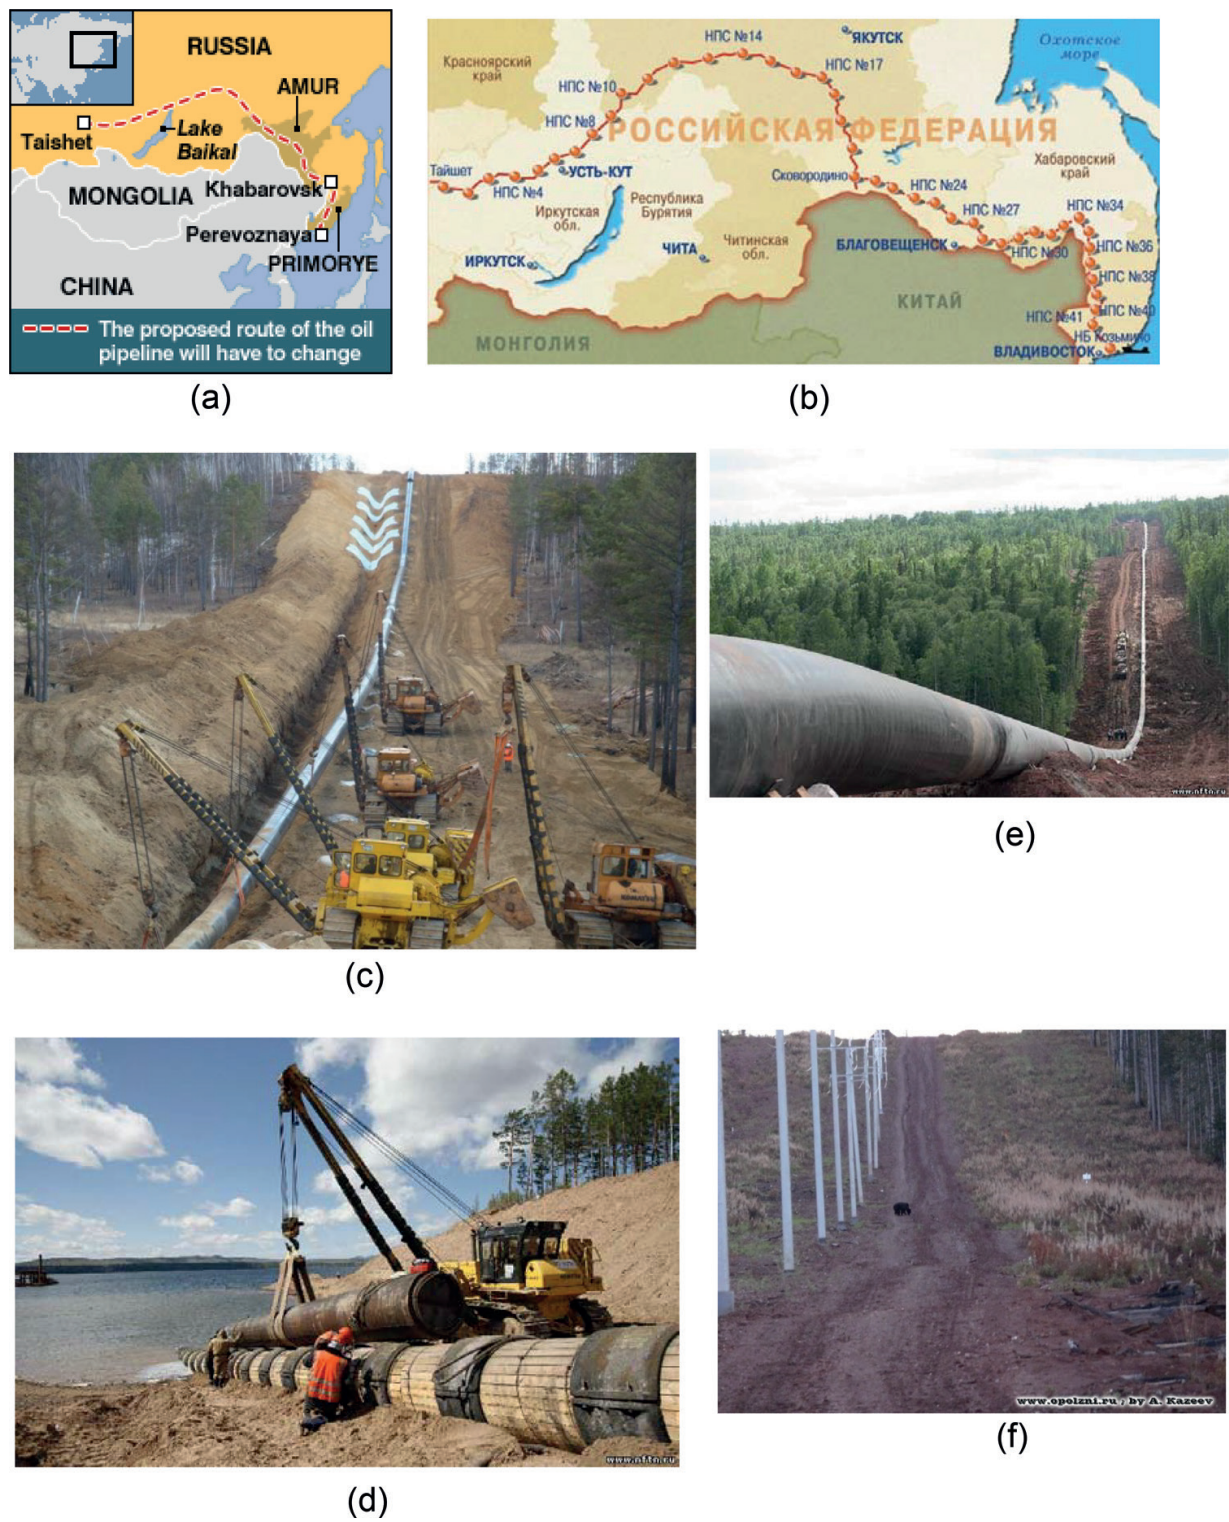 RUSSIA
AMUR
Taishet
Lake
Baikal
MONGOLIA
Khabarovsk
Perevoznaya
PRIMORYE
CHINA
The proposed route of the oil
pipeline will have to change
(a)
Красноярский
край
НПС №14
ЯКУТСК
Охотское
море
НПС №10
НПС №17
НПС №8
РОССИЙСКАЯ ФЕДЕРАЦИЯ
Тайшет
УСТЬ-КУТ
НПС №4
Сковородино
НПС №24
Хабаровский
край
Иркутская
обл.
Республика
Бурятия
НПС №27
НПС №34
ИРКУТСК
ЧИТА
Читинская
обл.
БЛАГОВЕЩЕНСК
НПС №30
НПС №36
НПС №38
КИТАЙ
НПС №40
НПС №41
МОНГОЛИЯ
НБ Козьмино
ВЛАДИВОСТОК
(b)
(c)
www.nftn.ru
(e)
www.nftn.ru
(d)
www.opolzni.ru ; by A. Kazeev
(f)